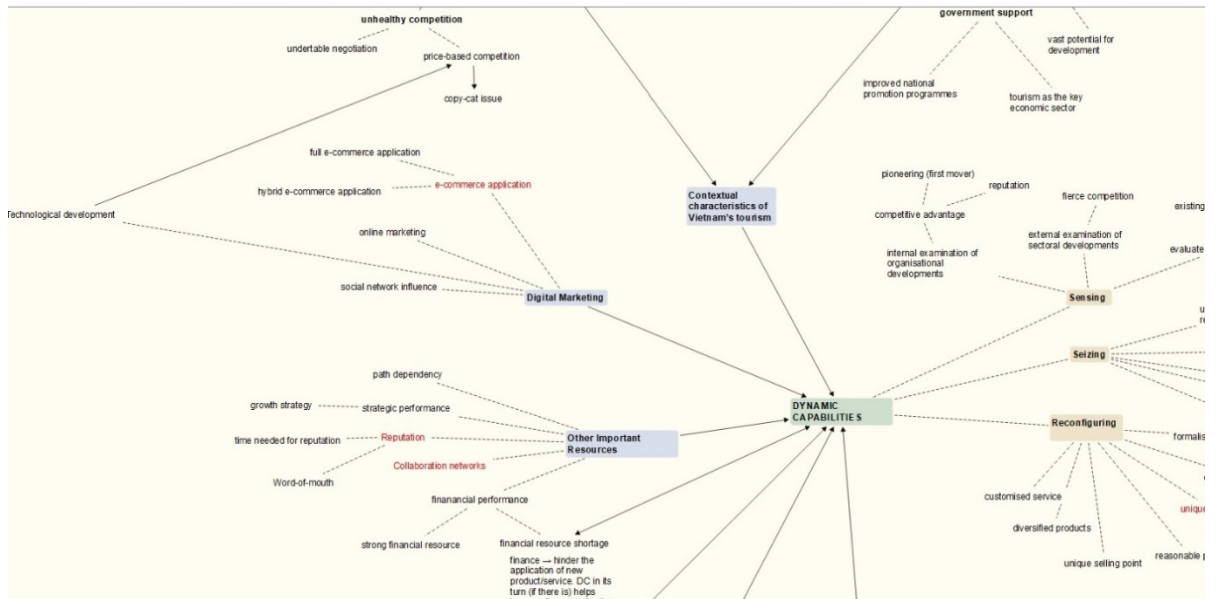 unhealthy competition
undertable negotiation
price-based competition
copy-cat issue
government support
vast potential for
development
improved national
promotion programmes
tourism as the key
economic sector
full e-commerce application
hybrid e-commerce application
e-commerce application
Technological development
online marketing
social network influence
Digital Marketing
Contextual
characteristics of
Vietnam's tourism
pioneering (first mover)
reputation
competitive advantage
internal examination of
organisational
developments
fierce competition
external examination of
sectoral developments
existing
evaluate
Sensing
Seizing
path dependency
growth strategy
strategic performance
time needed for reputation
Reputation
Word-of-mouth
Collaboration networks
Other Important
Resources
finanancial performance
strong financial resource
financial resource shortage
finance → hinder the
application of new
product/service. DC in its
turn (if there is) helps
DYNAMIC
CAPABILITIES
Reconfiguring
formalis
customised service
diversified products
unique
unique selling point
reasonable p